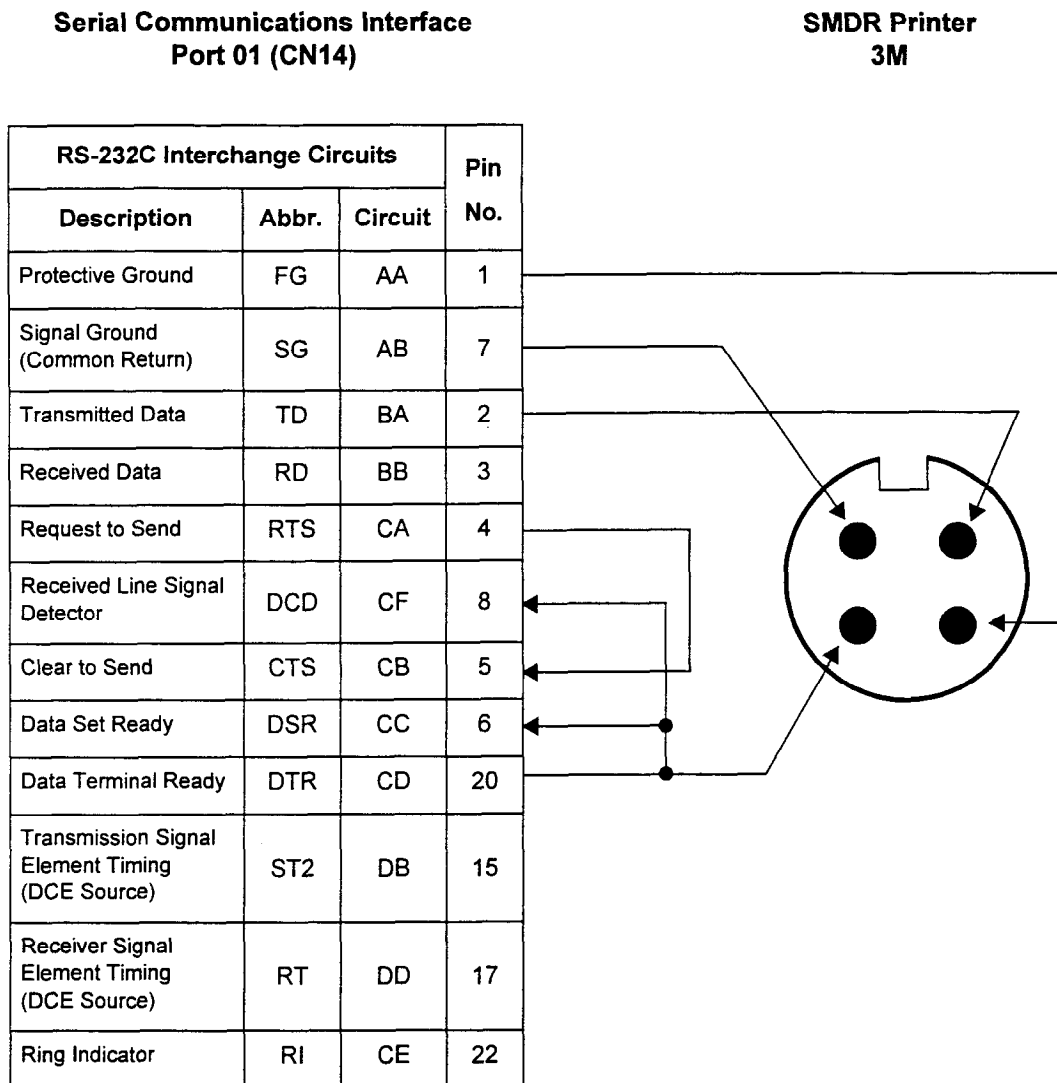 Serial Communications Interface
Port 01 (CN14)
SMDR Printer
3M
RS-232C Interchange Circuits
Pin
No.
Description Abbr. Circuit
Protective Ground FG AA 1
Signal Ground
(Common Return) SG AB 7
Transmitted Data TD BA 2
Received Data RD BB 3
Request to Send RTS CA 4
Received Line Signal
Detector DCD CF 8
Clear to Send CTS CB 5
Data Set Ready DSR CC 6
Data Terminal Ready DTR CD 20
Transmission Signal
Element Timing ST2 DB 15
(DCE Source)
Receiver Signal
Element Timing RT DD 17
(DCE Source)
Ring Indicator RI CE 22